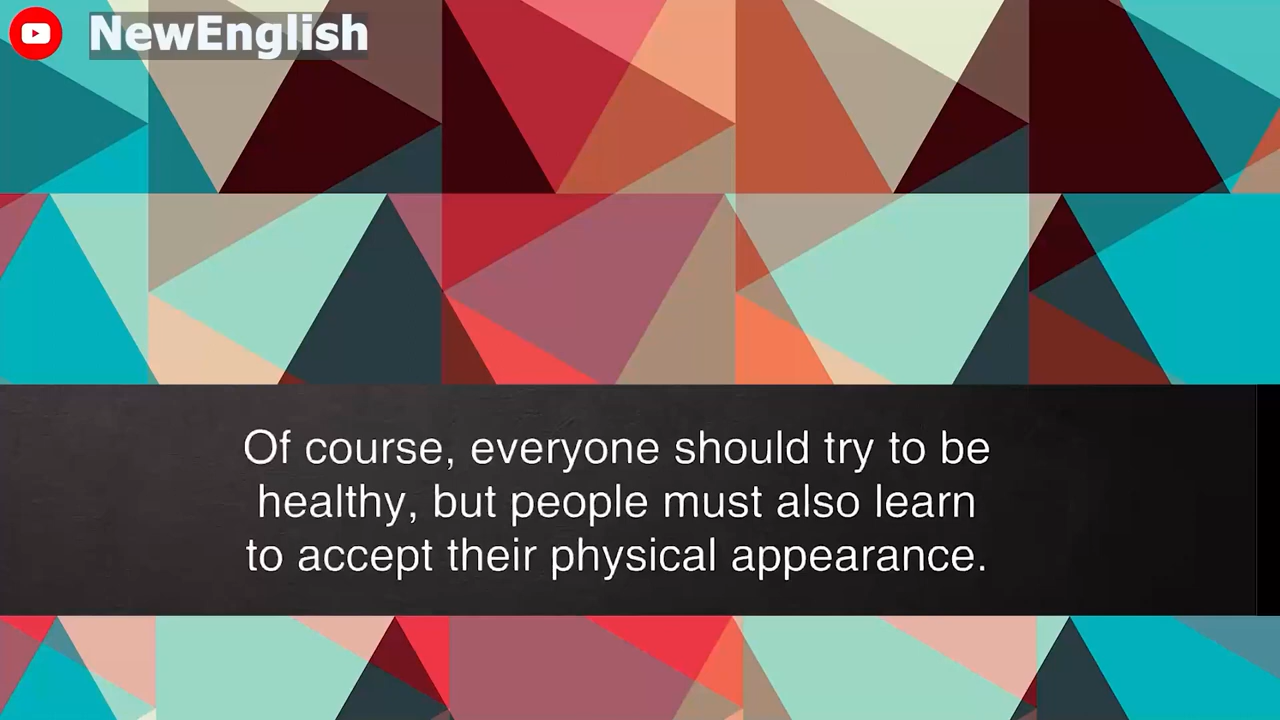 NewEnglish
Of course, everyone should try to be
healthy, but people must also learn
to accept their physical appearance.